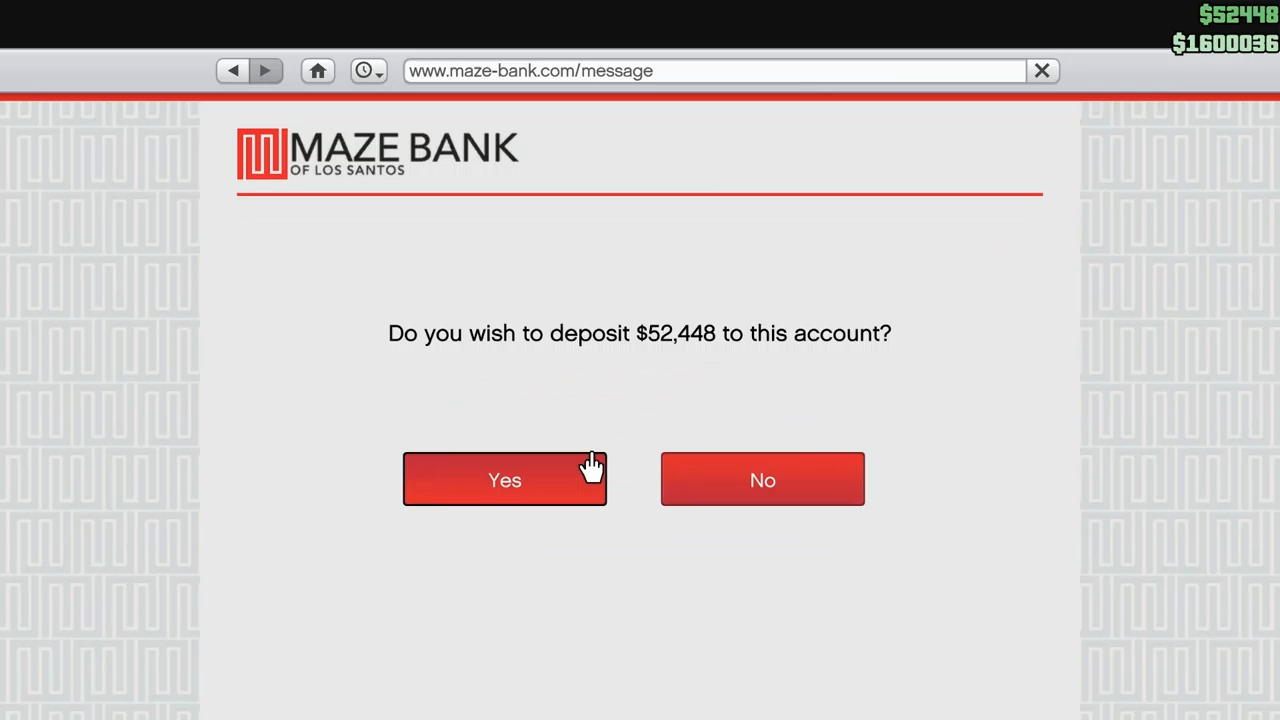 $52448
$1600036
www.maze-bank.com/message
MAZE BANK
OF LOS SANTOS
Do you wish to deposit $52,448 to this account?
Yes
No